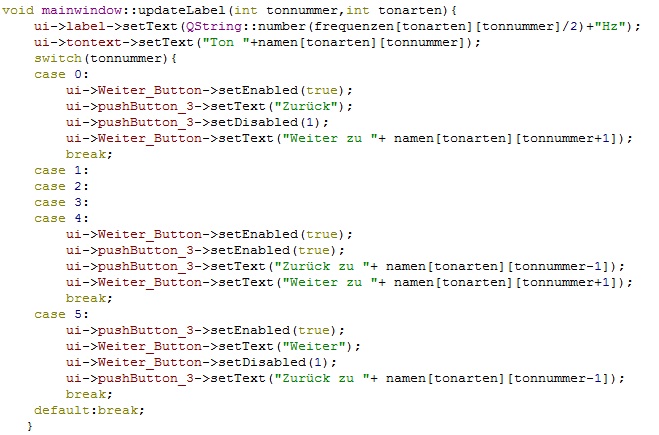 void mainwindow::updateLabel(int tonnummer,int tonarten){
    ui->label->setText(QString::number(frequenzen[tonarten][tonnummer]/2)+"Hz");
    ui->tontext->setText("Ton "+namen[tonarten][tonnummer]);
    switch(tonnummer){
    case 0:
        ui->Weiter_Button->setEnabled(true);
        ui->pushButton_3->setText("Zurück");
        ui->pushButton_3->setDisabled(1);
        ui->Weiter_Button->setText("Weiter zu "+ namen[tonarten][tonnummer+1]);
        break;
    case 1:
    case 2:
    case 3:
    case 4:
        ui->Weiter_Button->setEnabled(true);
        ui->pushButton_3->setEnabled(true);
        ui->pushButton_3->setText("Zurück zu "+ namen[tonarten][tonnummer-1]);
        ui->Weiter_Button->setText("Weiter zu "+ namen[tonarten][tonnummer+1]);
        break;
    case 5:
        ui->pushButton_3->setEnabled(true);
        ui->Weiter_Button->setText("Weiter");
        ui->Weiter_Button->setDisabled(1);
        ui->pushButton_3->setText("Zurück zu "+ namen[tonarten][tonnummer-1]);
        break;
    default:break;
   }